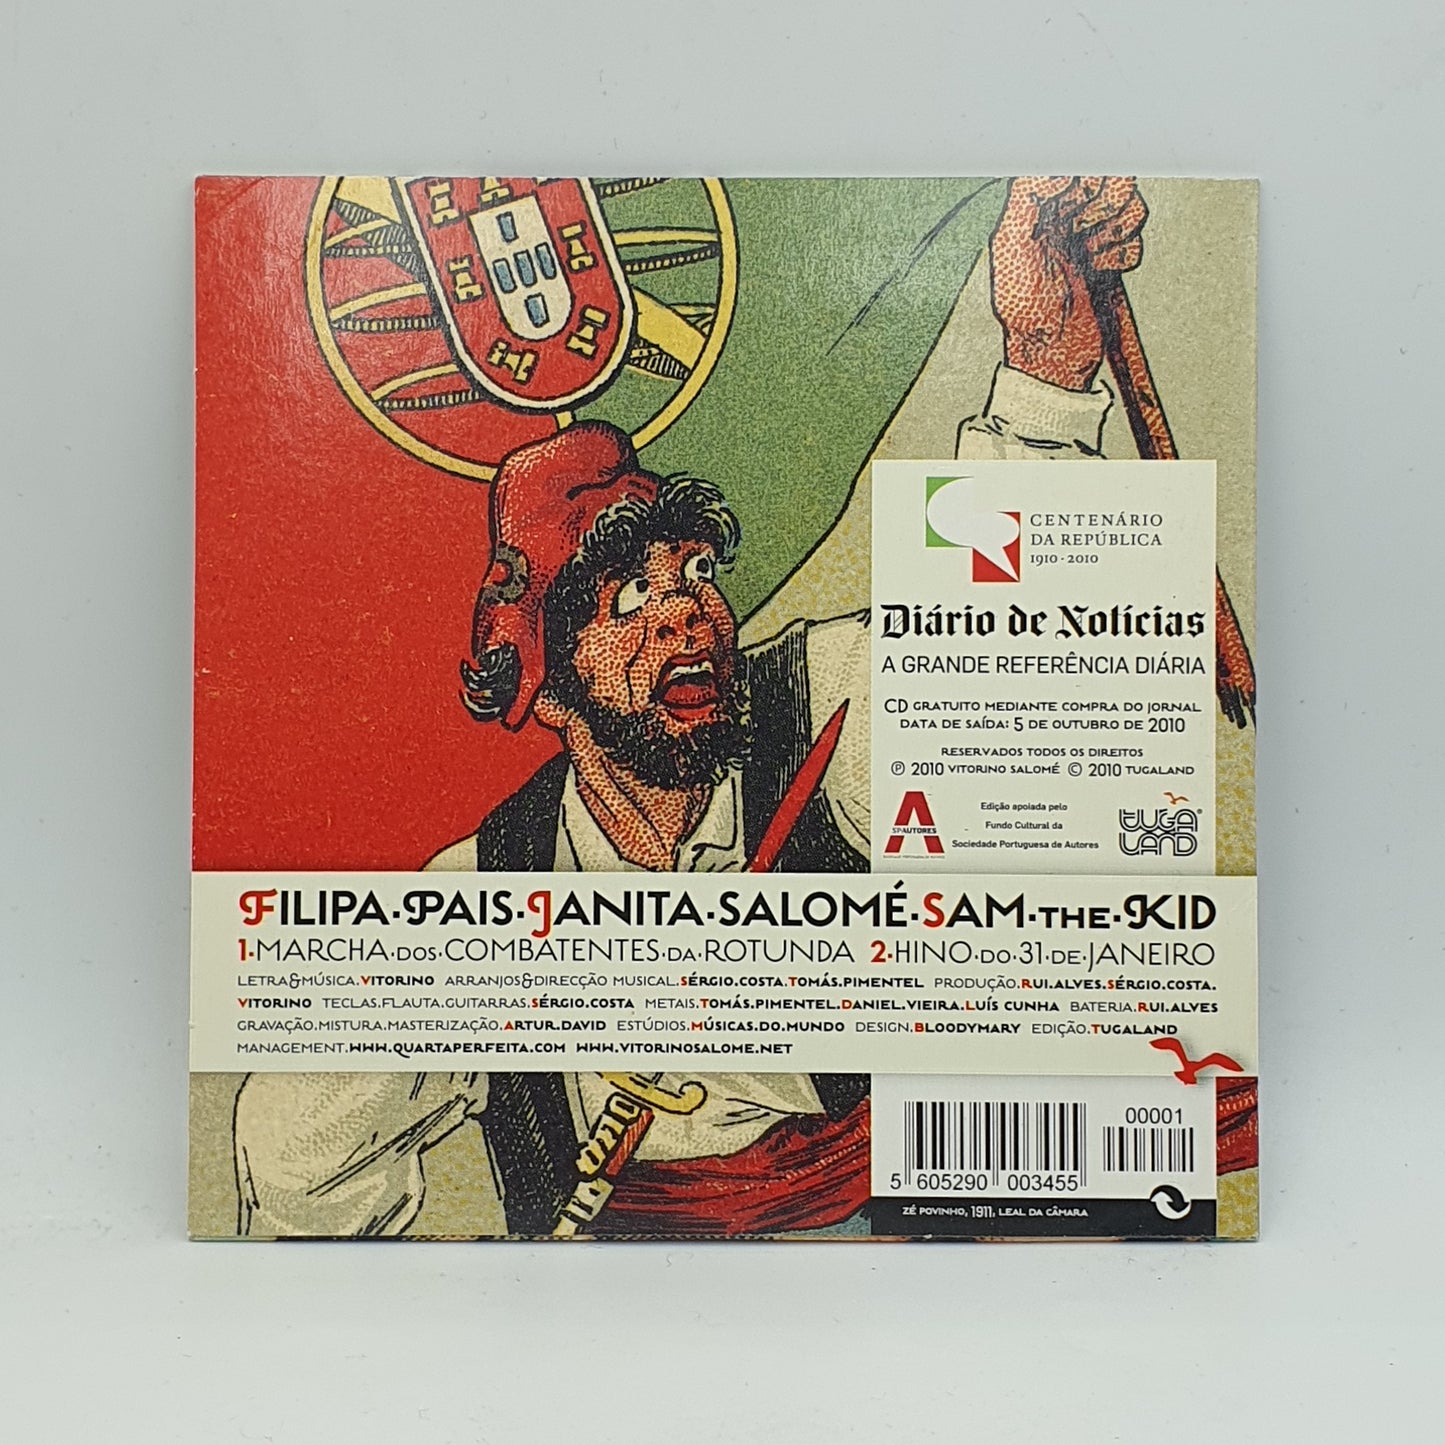 CENTENÁRIO
DA REPÚBLICA
1910 · 2010
Diário de Notícias
A GRANDE REFERÊNCIA DIÁRIA
CD GRATUITO MEDIANTE COMPRA DO JORNAL
DATA DE SAÍDA: 5 DE OUTUBRO DE 2010
RESERVADOS TODOS OS DIREITOS
℗ 2010 VITORINO SALOMÉ © 2010 TUGALAND
SPAUTORES
Edição apoiada pelo
Fundo Cultural da
Sociedade Portuguesa de Autores
TUGA
LAND
FILIPA·PAIS·JANITA·SALOMÉ·SAM·THE·KID
1·MARCHA·DOS·COMBATENTES·DA·ROTUNDA 2·HINO·DO·31·DE·JANEIRO
LETRA&MÚSICA.VITORINO ARRANJOS&DIRECÇÃO MUSICAL.SÉRGIO.COSTA.TOMÁS.PIMENTEL PRODUÇÃO.RUI.ALVES.SÉRGIO.COSTA.
VITORINO TECLAS.FLAUTA.GUITARRAS.SÉRGIO.COSTA METAIS.TOMÁS.PIMENTEL.DANIEL.VIEIRA.LUÍS CUNHA BATERIA.RUI.ALVES
GRAVAÇÃO.MISTURA.MASTERIZAÇÃO.ARTUR.DAVID ESTÚDIOS.MÚSICAS.DO.MUNDO DESIGN.BLOODYMARY EDIÇÃO.TUGALAND
MANAGEMENT.WWW.QUARTAPERFEITA.COM WWW.VITORINOSALOME.NET
00001
5 605290 003455
ZÉ POVINHO, 1911, LEAL DA CÂMARA